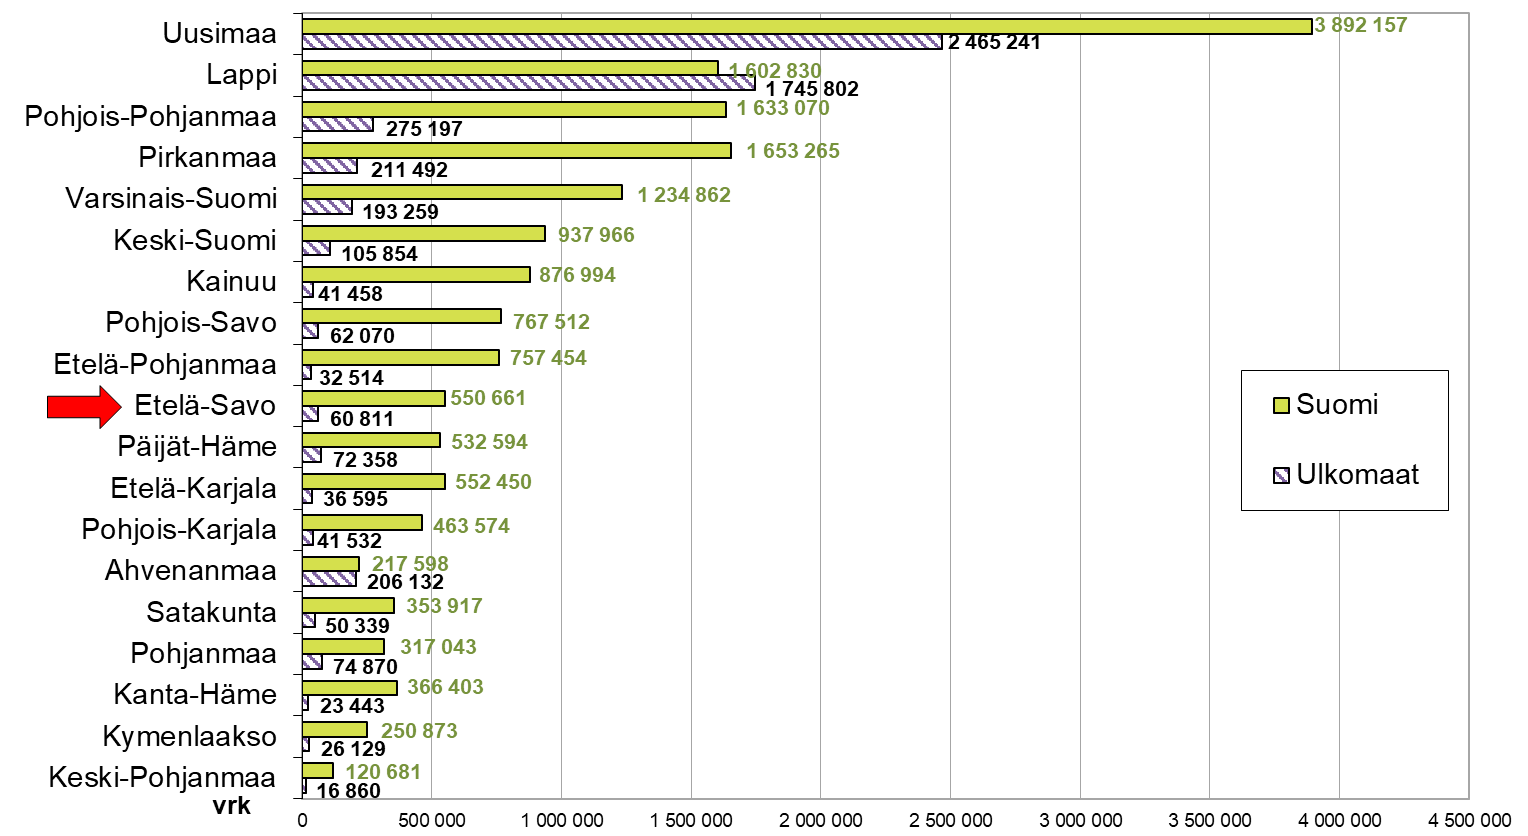 Uusimaa 3 892 157
2 465 241
Lappi 1 602 830
1 745 802
Pohjois-Pohjanmaa 1 633 070
275 197
Pirkanmaa 1 653 265
211 492
Varsinais-Suomi 1 234 862
193 259
Keski-Suomi 937 966
105 854
Kainuu 876 994
41 458
Pohjois-Savo 767 512
62 070
Etelä-Pohjanmaa 757 454
32 514
Etelä-Savo 550 661
60 811
Päijät-Häme 532 594
72 358
Etelä-Karjala 552 450
36 595
Pohjois-Karjala 463 574
41 532
Ahvenanmaa 217 598
206 132
Satakunta 353 917
50 339
Pohjanmaa 317 043
74 870
Kanta-Häme 366 403
23 443
Kymenlaakso 250 873
26 129
Keski-Pohjanmaa 120 681
16 860
vrk
0 500 000 1 000 000 1 500 000 2 000 000 2 500 000 3 000 000 3 500 000 4 000 000 4 500 000
Suomi
Ulkomaat